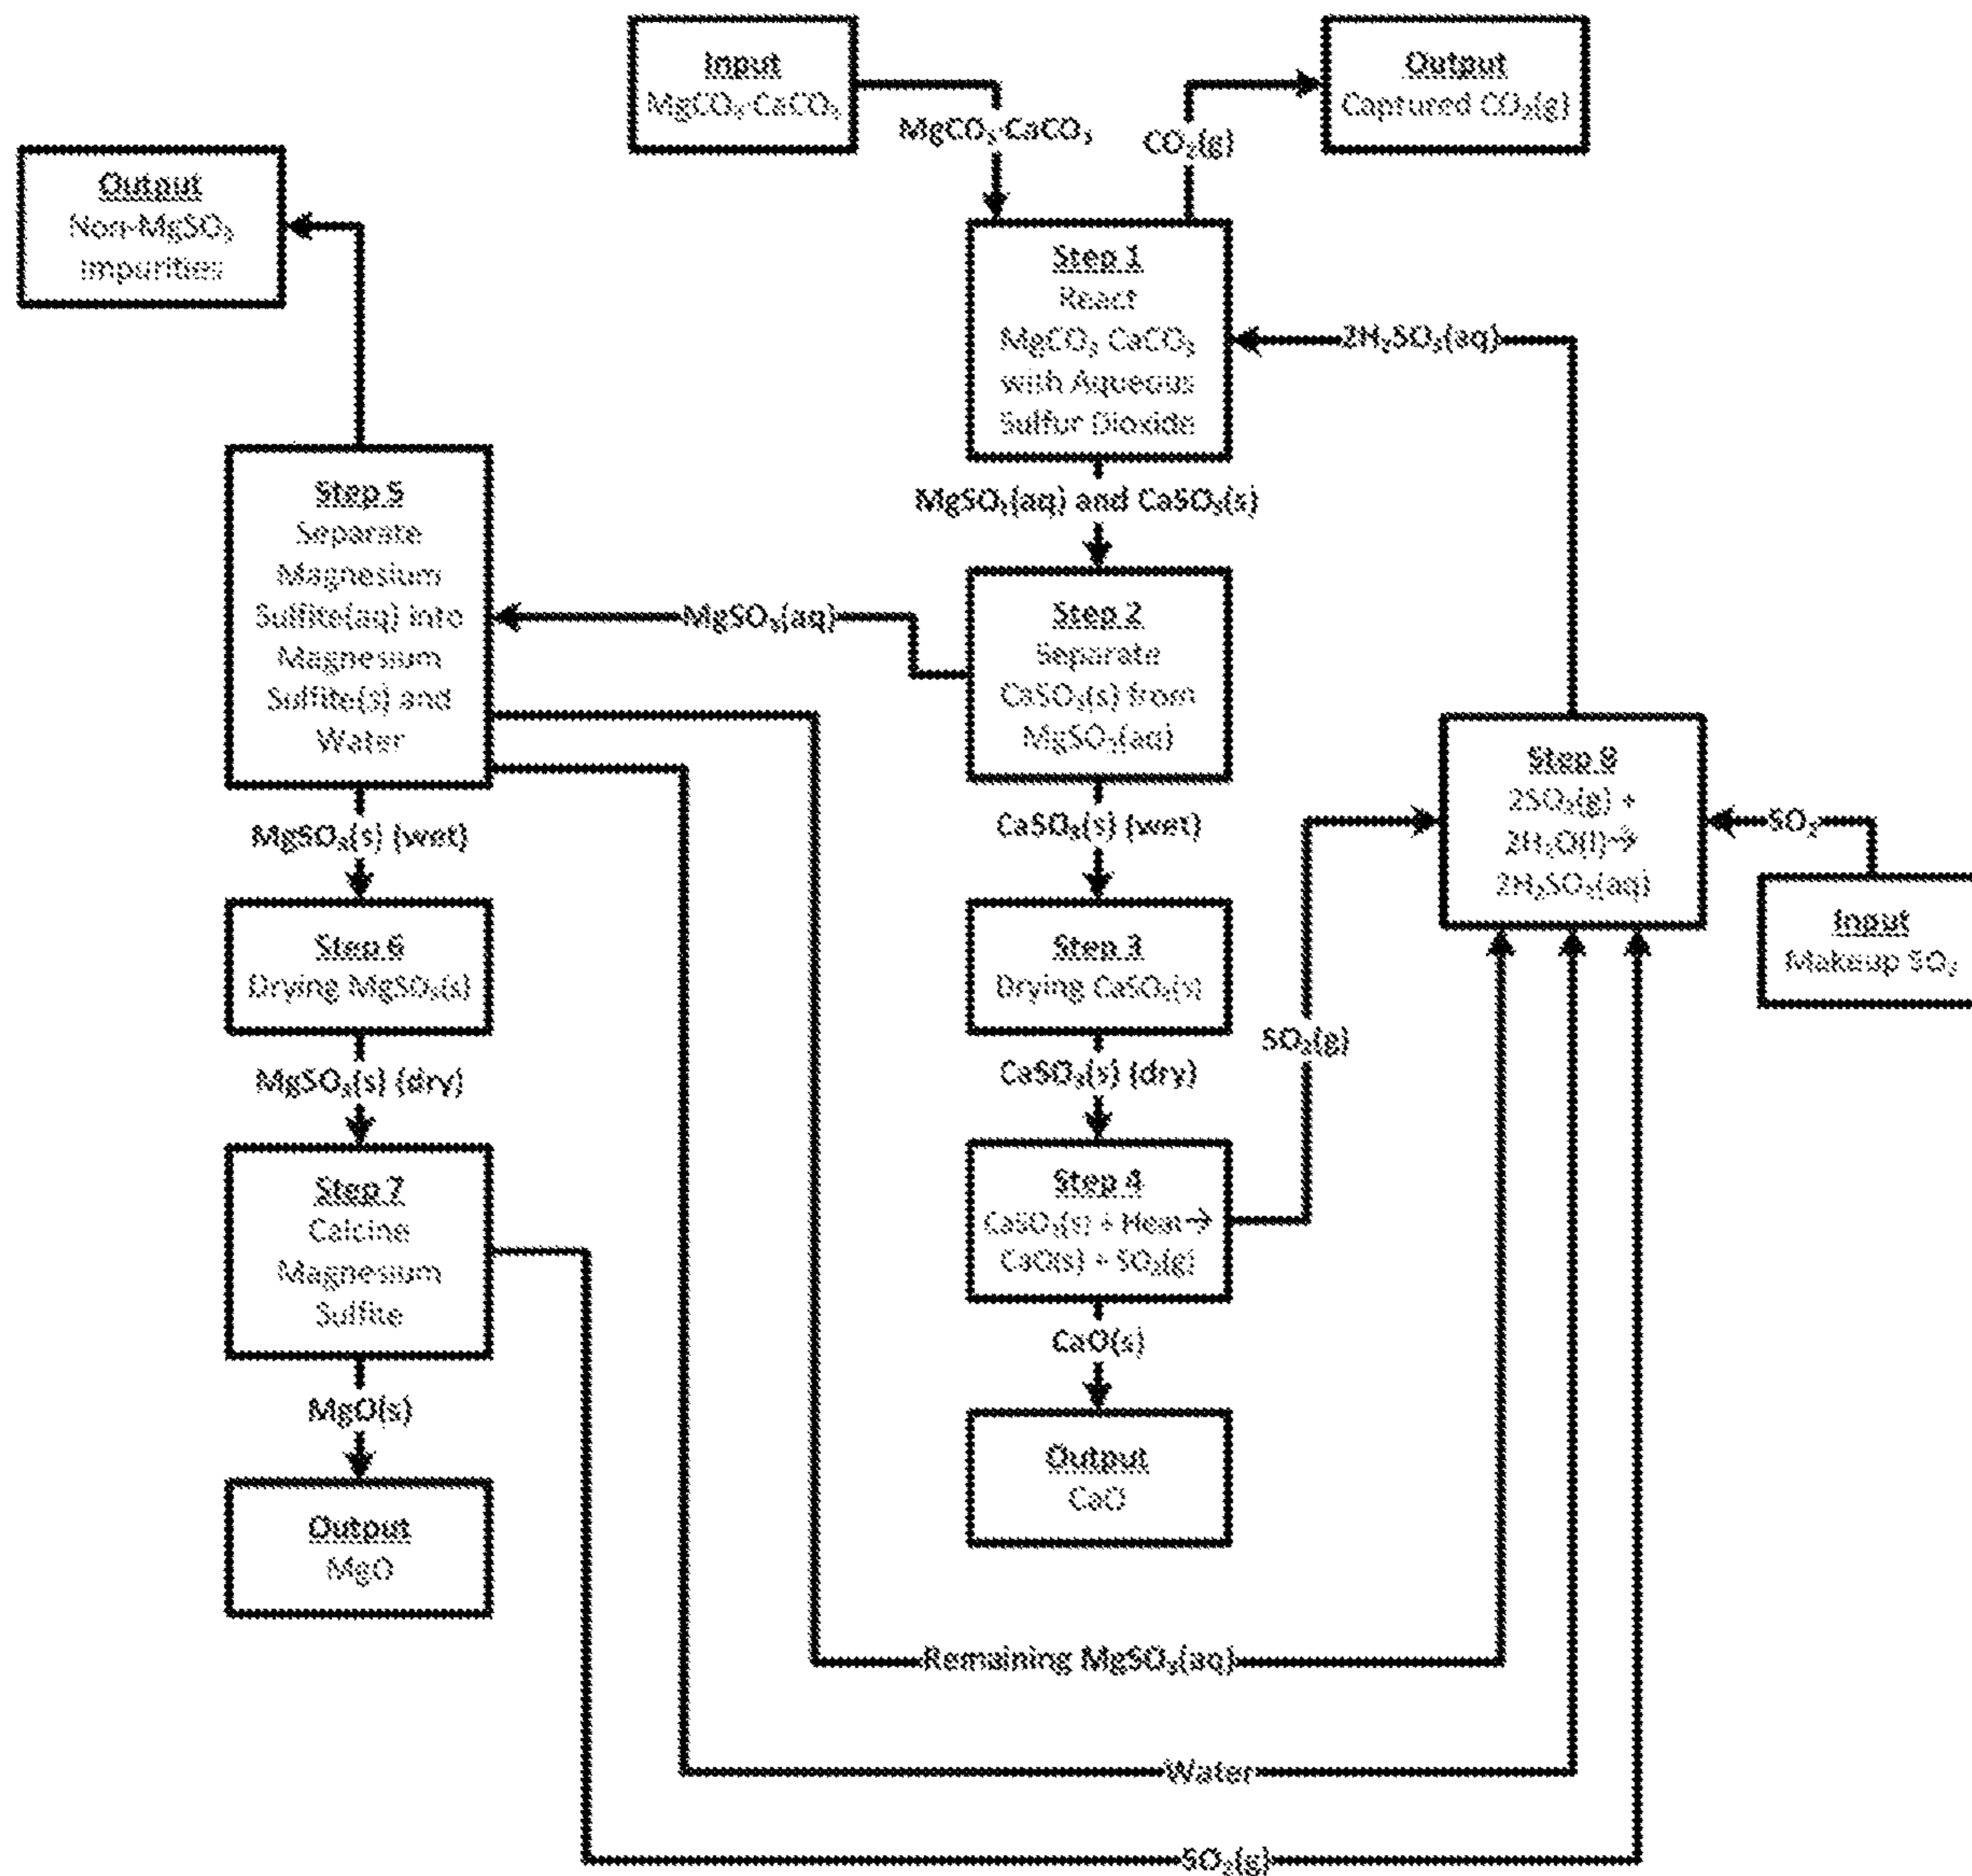 Input
MgCO₃·CaCO₃
Output
Captured CO₂(g)
MgCO₃·CaCO₃
CO₂(g)
Output
Non-MgSO₃
Impurities
Step 1
React
MgCO₃ CaCO₃
with Aqueous
Sulfur Dioxide
2H₂SO₃(aq)
MgSO₃(aq) and CaSO₃(s)
Step 5
Separate
Magnesium
Sulfite(aq) into
Magnesium
Sulfite(s) and
Water
MgSO₃(aq)
Step 2
Separate
CaSO₃(s) from
MgSO₃(aq)
Step 8
2SO₂(g) +
2H₂O(l)→
2H₂SO₃(aq)
SO₂
Input
Makeup SO₂
MgSO₃(s) (wet)
CaSO₃(s) (wet)
Step 6
Drying MgSO₃(s)
Step 3
Drying CaSO₃(s)
SO₂(g)
MgSO₃(s) (dry)
CaSO₃(s) (dry)
Step 7
Calcine
Magnesium
Sulfite
Step 4
CaSO₃(s) + Heat→
CaO(s) + SO₂(g)
MgO(s)
CaO(s)
Output
MgO
Output
CaO
Remaining MgSO₃(aq)
Water
SO₂(g)